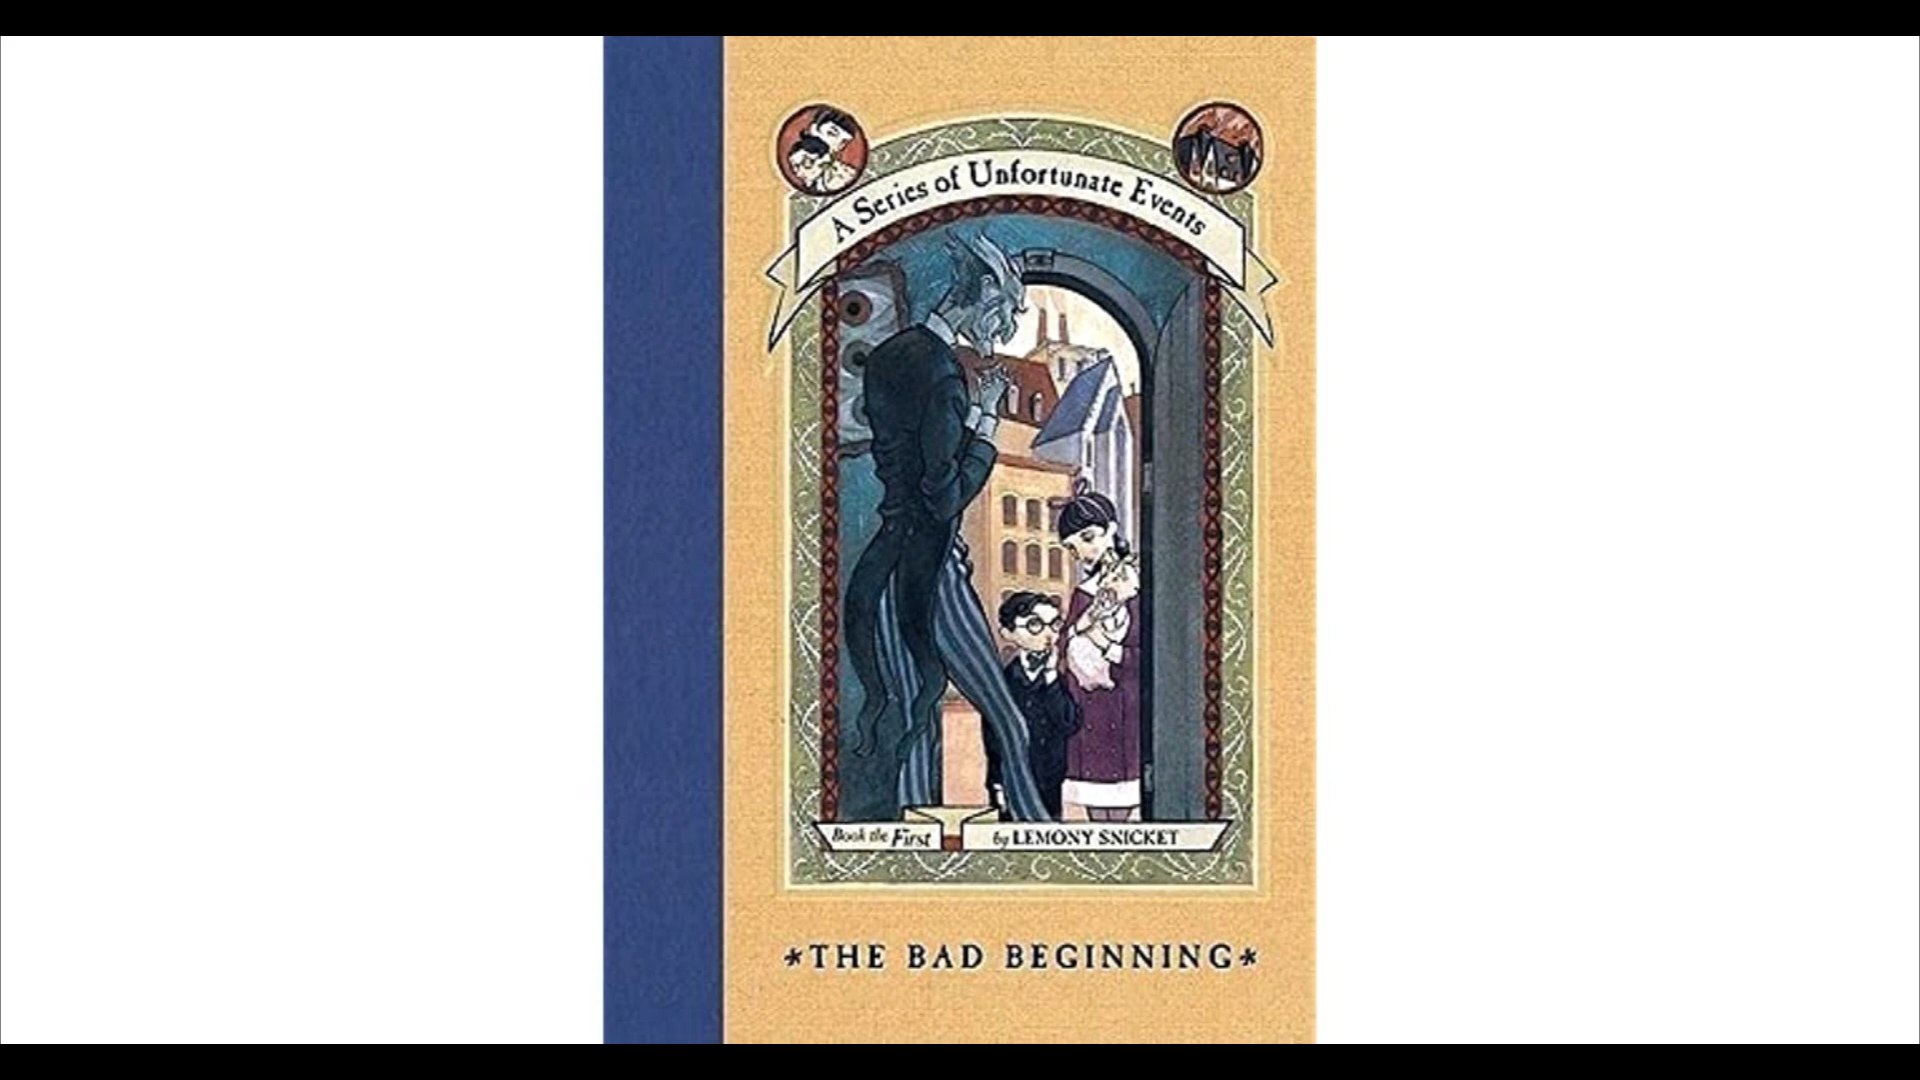 A Series of Unfortunate Events
Book the First
by LEMONY SNICKET
*THE BAD BEGINNING*